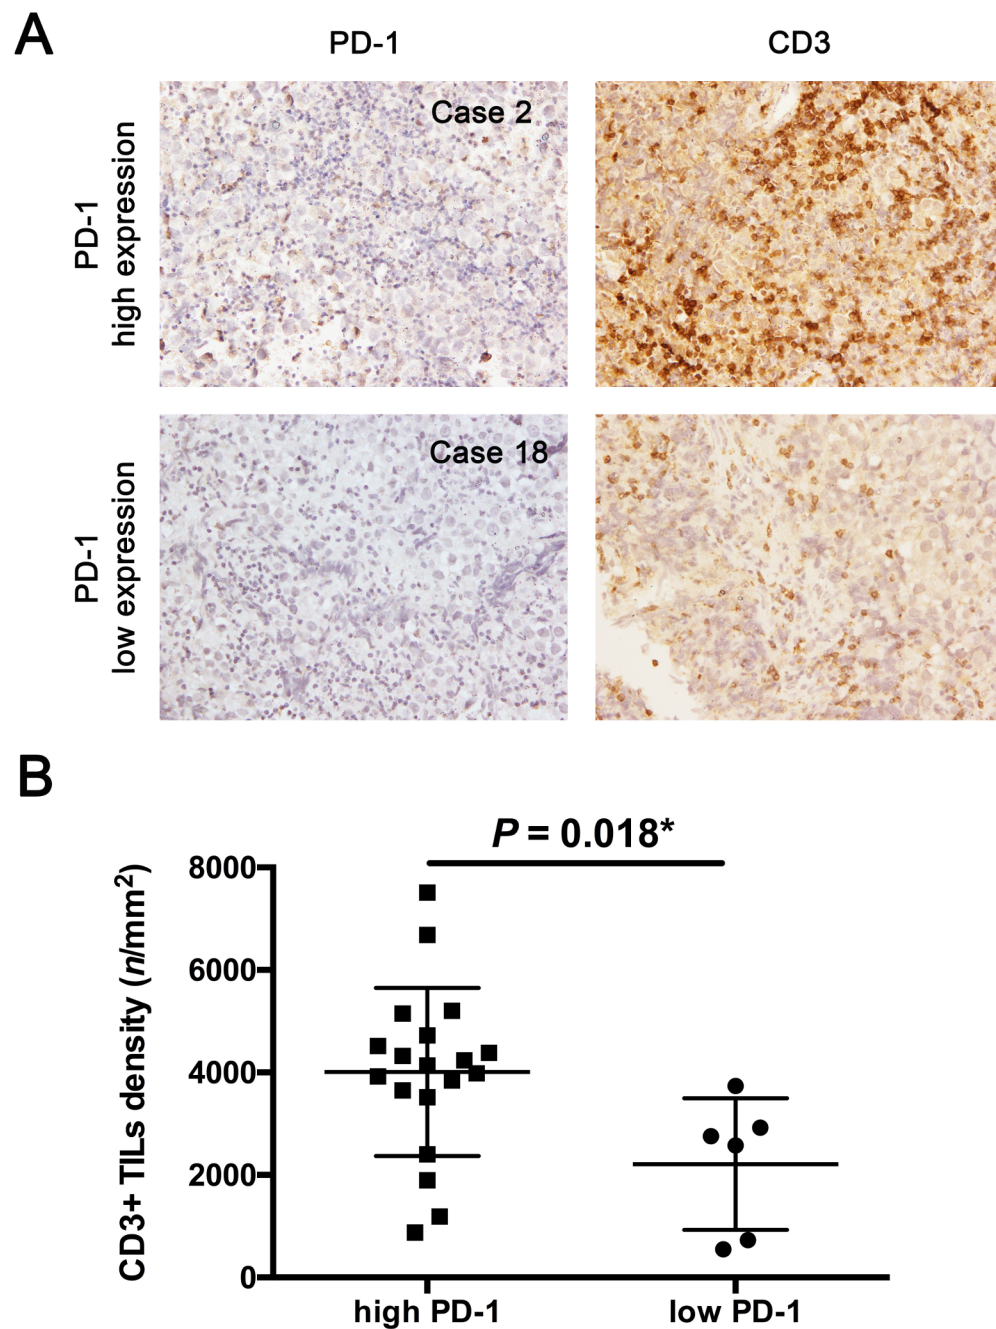 A
PD-1
CD3
PD-1
high expression
Case 2
PD-1
low expression
Case 18
B
P = 0.018*
CD3+ TILs density (n/mm²)
8000
6000
4000
2000
0
high PD-1
low PD-1